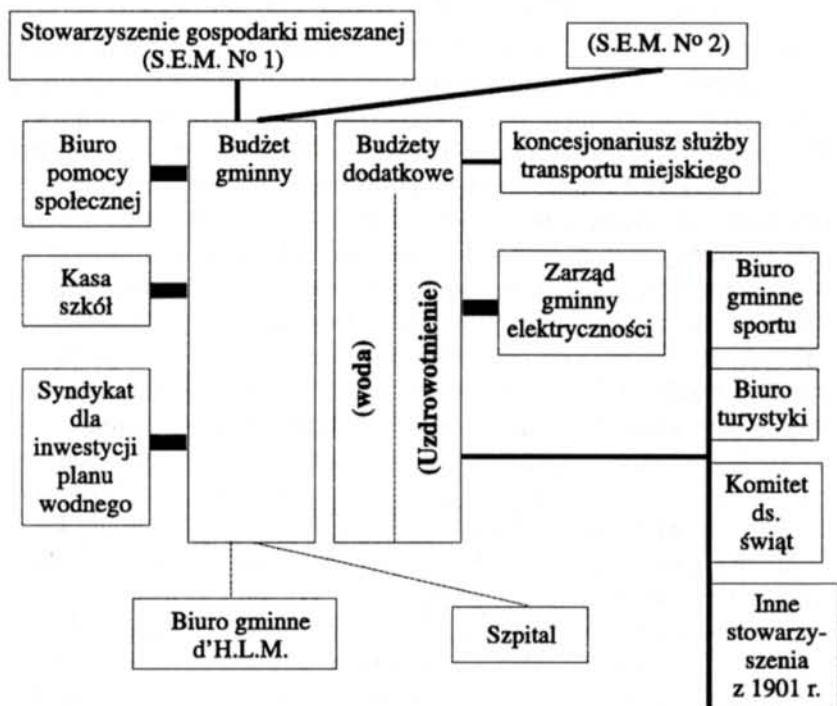 Stowarzyszenie gospodarki mieszanej
(S.E.M. Nº 1)
(S.E.M. Nº 2)
Biuro
pomocy
społecznej
Budżet
gminny
Budżety
dodatkowe
koncesjonariusz służby
transportu miejskiego
Kasa
szkół
(woda)
(Uzdrowotnienie)
Zarząd
gminny
elektryczności
Biuro
gminne
sportu
Syndykat
dla
inwestycji
planu
wodnego
Biuro
turystyki
Komitet
ds.
świąt
Biuro gminne
d'H.L.M.
Szpital
Inne
stowarzy-
szenia
z 1901 r.